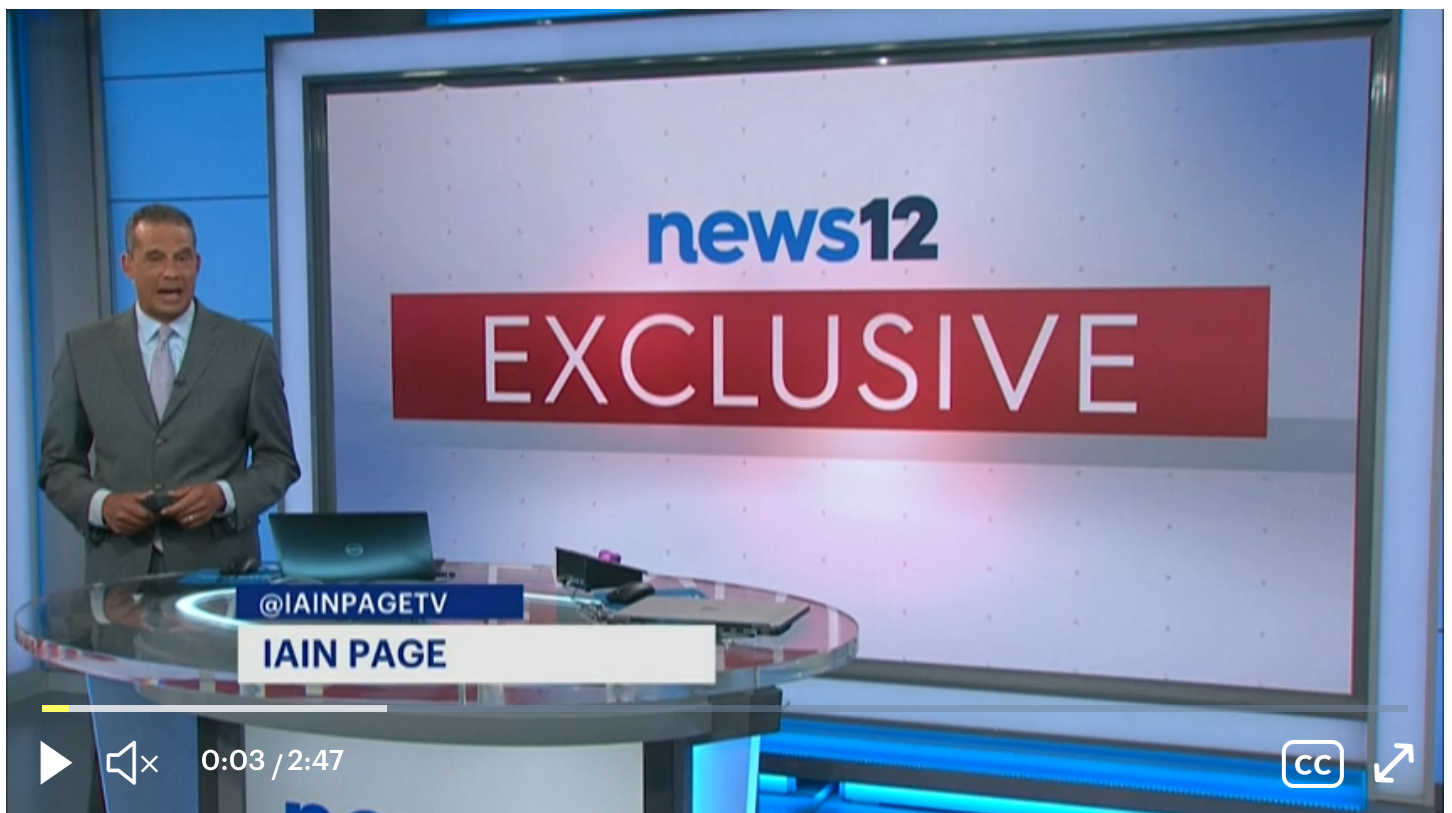 news12
EXCLUSIVE
@IAINPAGETV
IAIN PAGE
0:03 / 2:47
CC